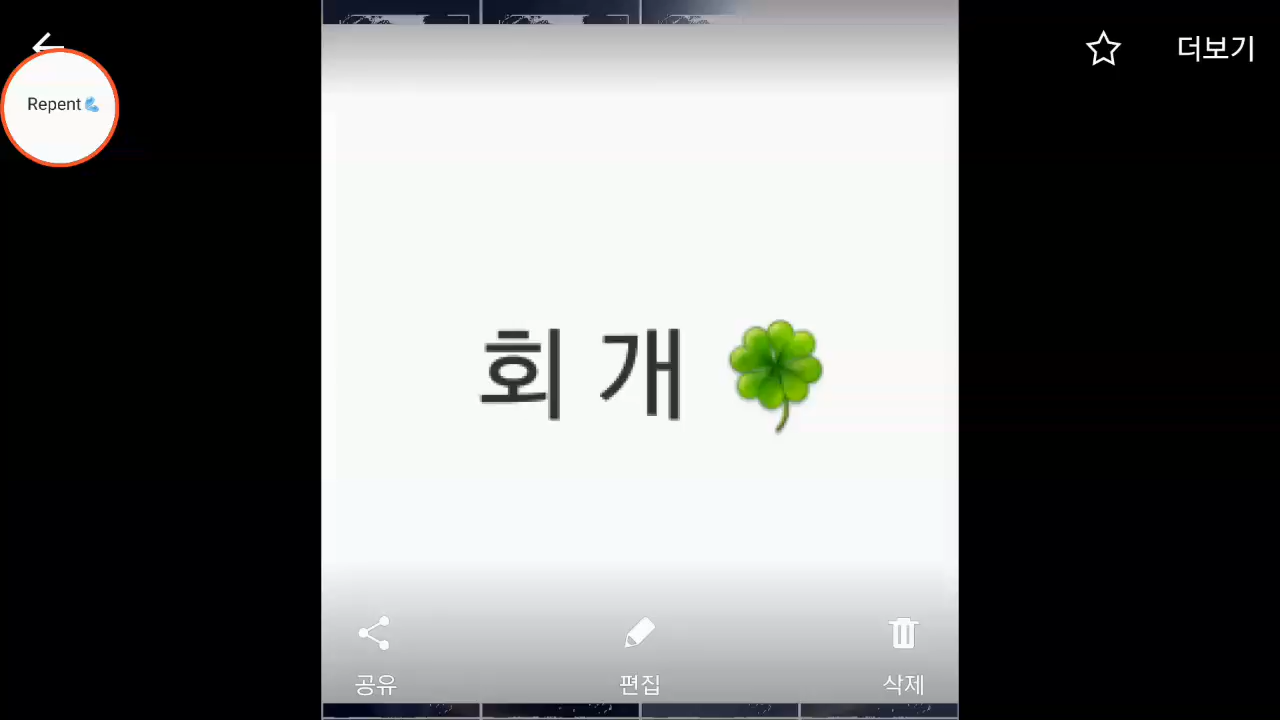 더보기
Repent
회 개 🍀
공유
편집
삭제